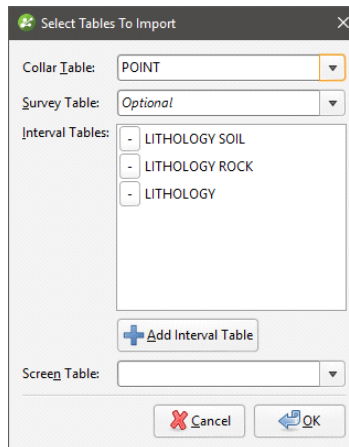 Select Tables To Import
Collar Table: POINT
Survey Table: Optional
Interval Tables: - LITHOLOGY SOIL
- LITHOLOGY ROCK
- LITHOLOGY
Add Interval Table
Screen Table:
Cancel OK